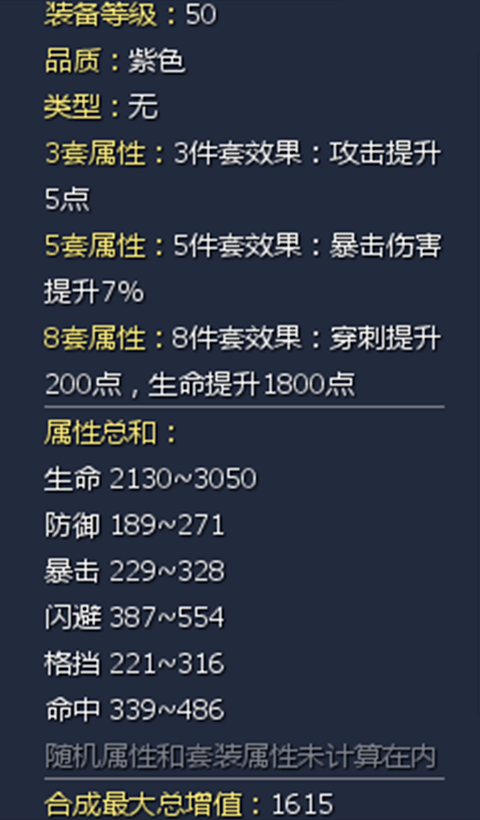 装备等级：50
品质：紫色
类型：无
3套属性：3件套效果：攻击提升
5点
5套属性：5件套效果：暴击伤害
提升7%
8套属性：8件套效果：穿刺提升
200点，生命提升1800点
属性总和：
生命 2130~3050
防御 189~271
暴击 229~328
闪避 387~554
格挡 221~316
命中 339~486
随机属性和套装属性未计算在内
合成最大总增值：1615